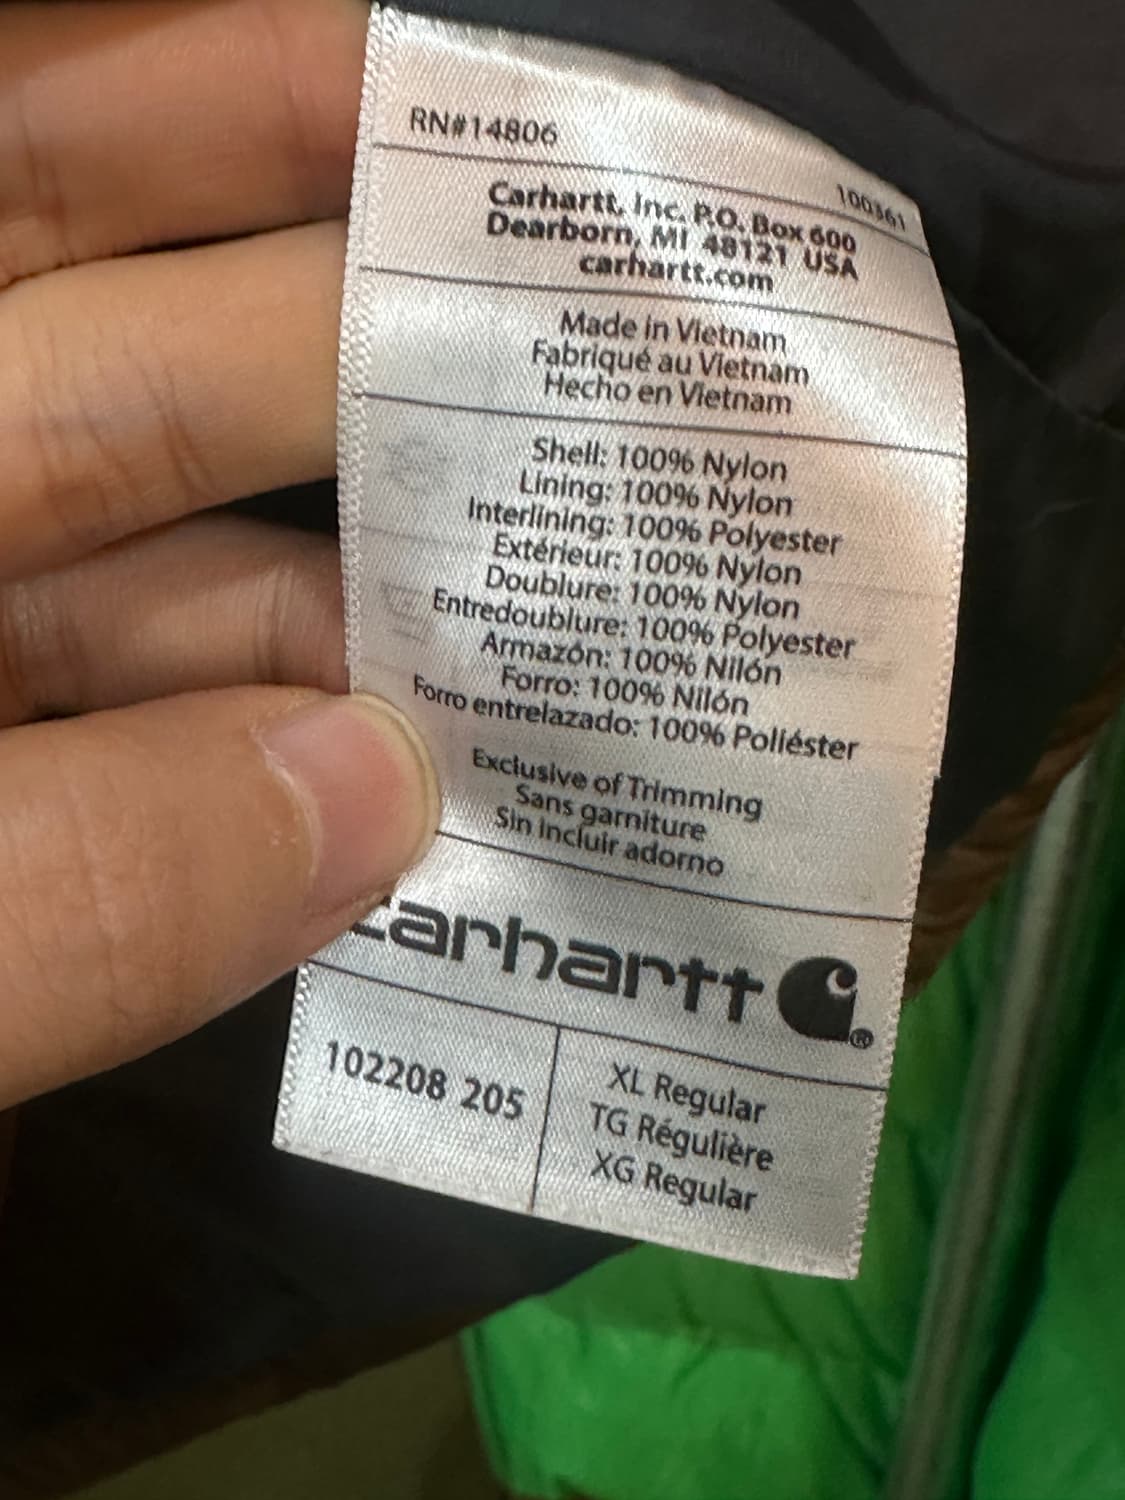 RN#14806
100361
Carhartt, Inc. P.O. Box 600
Dearborn, MI 48121 USA
carhartt.com
Made in Vietnam
Fabriqué au Vietnam
Hecho en Vietnam
Shell: 100% Nylon
Lining: 100% Nylon
Interlining: 100% Polyester
Extérieur: 100% Nylon
Doublure: 100% Nylon
Entredoublure: 100% Polyester
Armazón: 100% Nilón
Forro: 100% Nilón
Forro entrelazado: 100% Poliéster
Exclusive of Trimming
Sans garniture
Sin incluir adorno
carhartt®
102208 205
XL Regular
TG Régulière
XG Regular